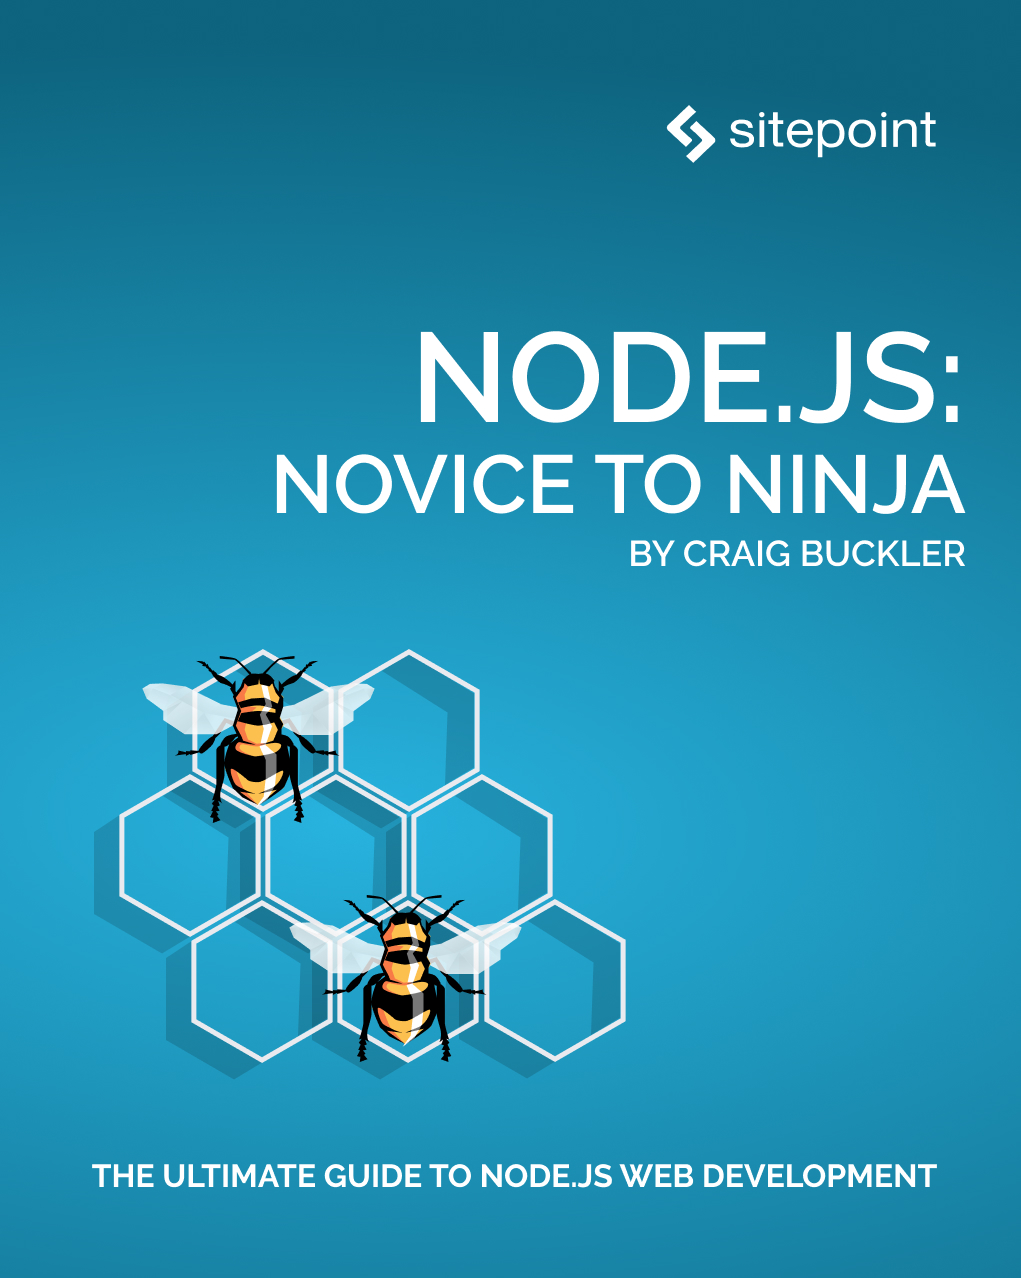 sitepoint
NODE.JS:
NOVICE TO NINJA
BY CRAIG BUCKLER
THE ULTIMATE GUIDE TO NODE.JS WEB DEVELOPMENT